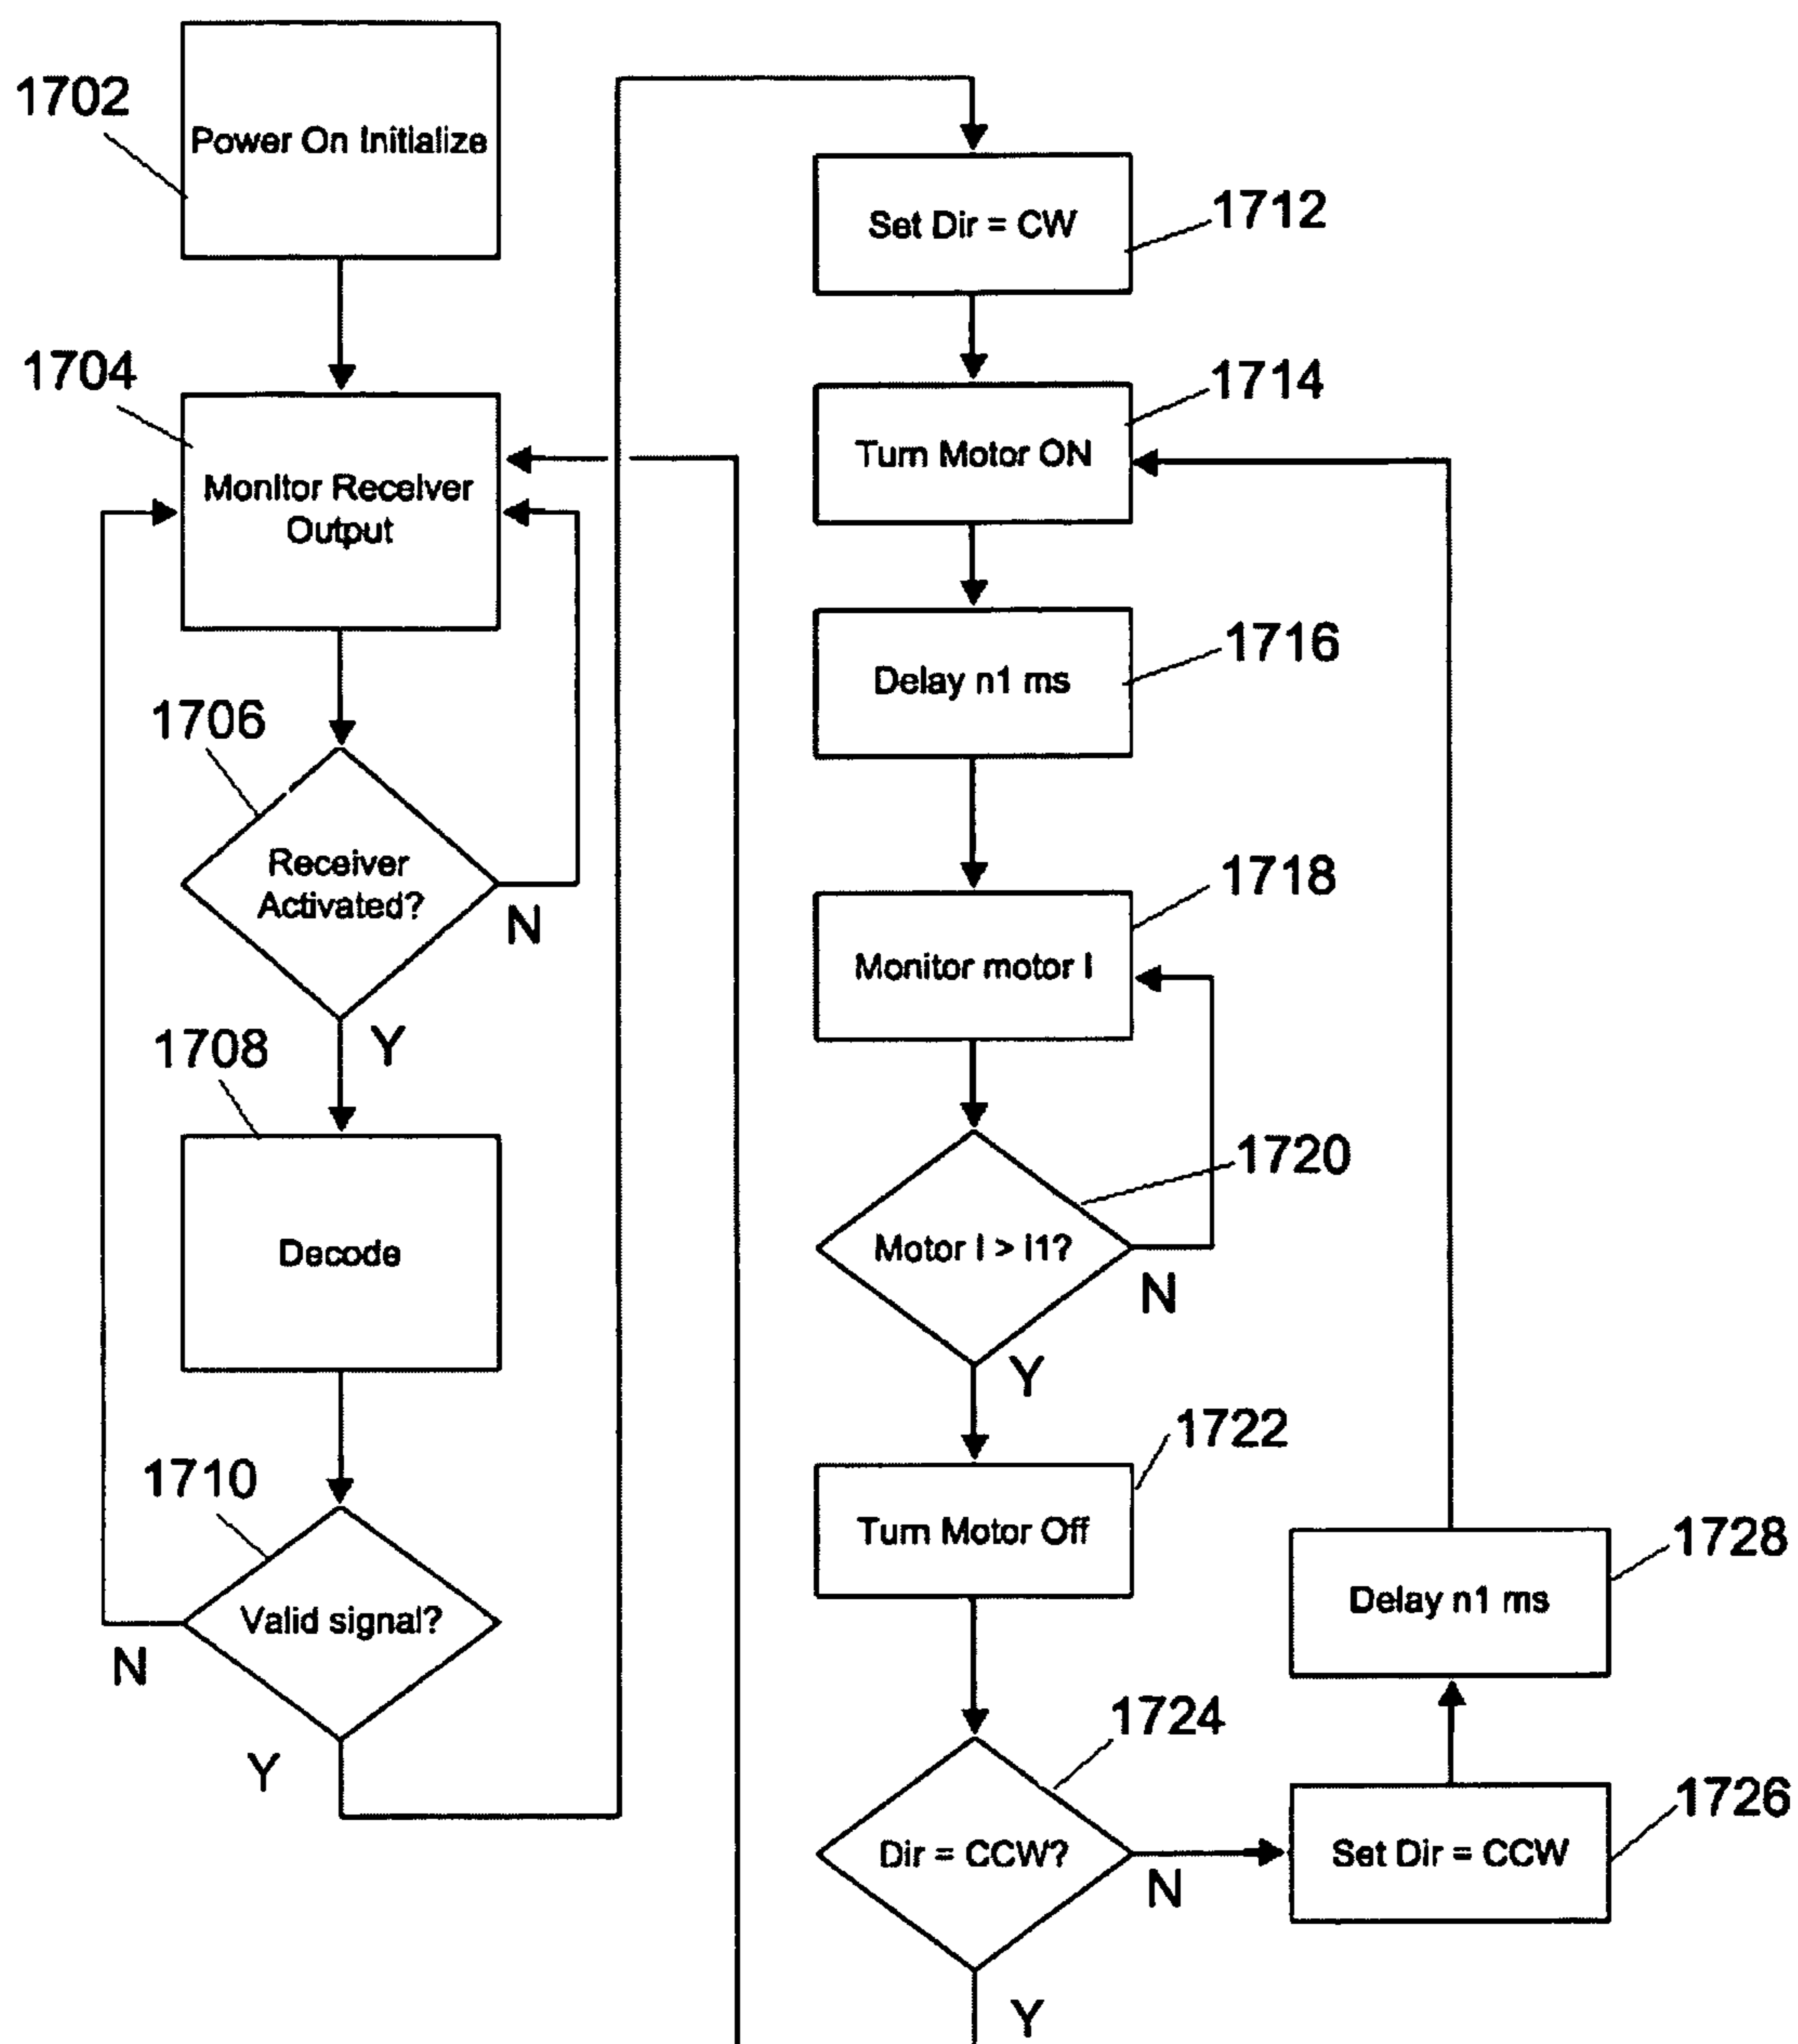 1702
Power On Initialize
1704
Monitor Receiver
Output
1706
Receiver
Activated?
N
Y
1708
Decode
1710
Valid signal?
N
Y
Set Dir = CW
1712
Turn Motor ON
1714
Delay n1 ms
1716
Monitor motor I
1718
Motor I > I1?
1720
N
Y
Turn Motor Off
1722
Dir = CCW?
1724
N
Y
Set Dir = CCW
1726
Delay n1 ms
1728